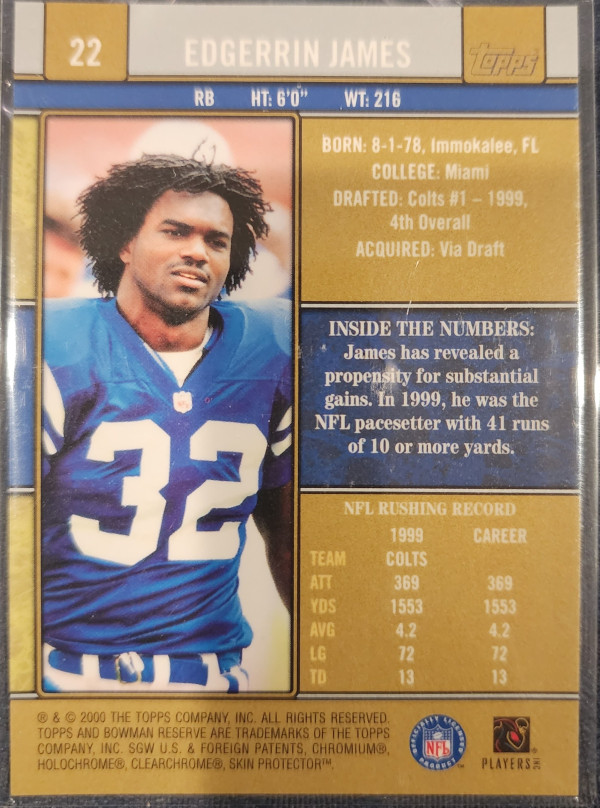 22
EDGERRIN JAMES
Topps
RB HT: 6'0" WT: 216
BORN: 8-1-78, Immokalee, FL
COLLEGE: Miami
DRAFTED: Colts #1 – 1999,
4th Overall
ACQUIRED: Via Draft
INSIDE THE NUMBERS:
James has revealed a
propensity for substantial
gains. In 1999, he was the
NFL pacesetter with 41 runs
of 10 or more yards.
32
NFL RUSHING RECORD
1999 CAREER
TEAM COLTS
ATT 369 369
YDS 1553 1553
AVG 4.2 4.2
LG 72 72
TD 13 13
® & © 2000 THE TOPPS COMPANY, INC. ALL RIGHTS RESERVED.
TOPPS AND BOWMAN RESERVE ARE TRADEMARKS OF THE TOPPS
COMPANY, INC. SGW U.S. & FOREIGN PATENTS, CHROMIUM®,
HOLOCHROME®, CLEARCHROME®, SKIN PROTECTOR™.
OFFICIALLY LICENSED
NFL
PRODUCT
PLAYERS INC